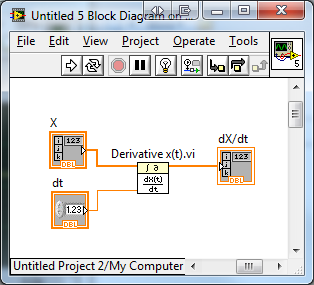 Untitled 5 Block Diagram on ...
File Edit View Project Operate Tools
5
X
123
DBL
Derivative x(t).vi
∫ ∂
dX(t)
dt
dX/dt
123
DBL
dt
1.23
DBL
Untitled Project 2/My Computer